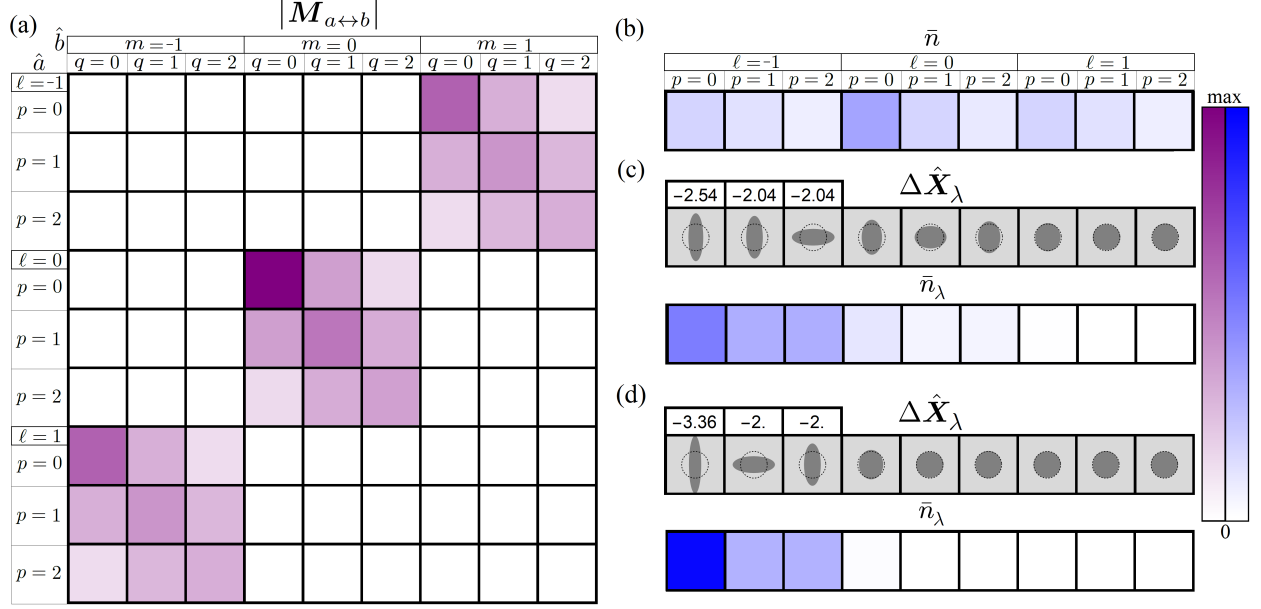 (a)
|M_{a↔b}|
b̂
m = -1 m = 0 m = 1
â
q = 0 q = 1 q = 2 q = 0 q = 1 q = 2 q = 0 q = 1 q = 2
ℓ = -1
p = 0
p = 1
p = 2
ℓ = 0
p = 0
p = 1
p = 2
ℓ = 1
p = 0
p = 1
p = 2
(b)
n̄
ℓ = -1 ℓ = 0 ℓ = 1
p = 0 p = 1 p = 2 p = 0 p = 1 p = 2 p = 0 p = 1 p = 2
(c)
ΔX̂_λ
−2.54 −2.04 −2.04
n̄_λ
(d)
ΔX̂_λ
−3.36 −2. −2.
n̄_λ
max
0